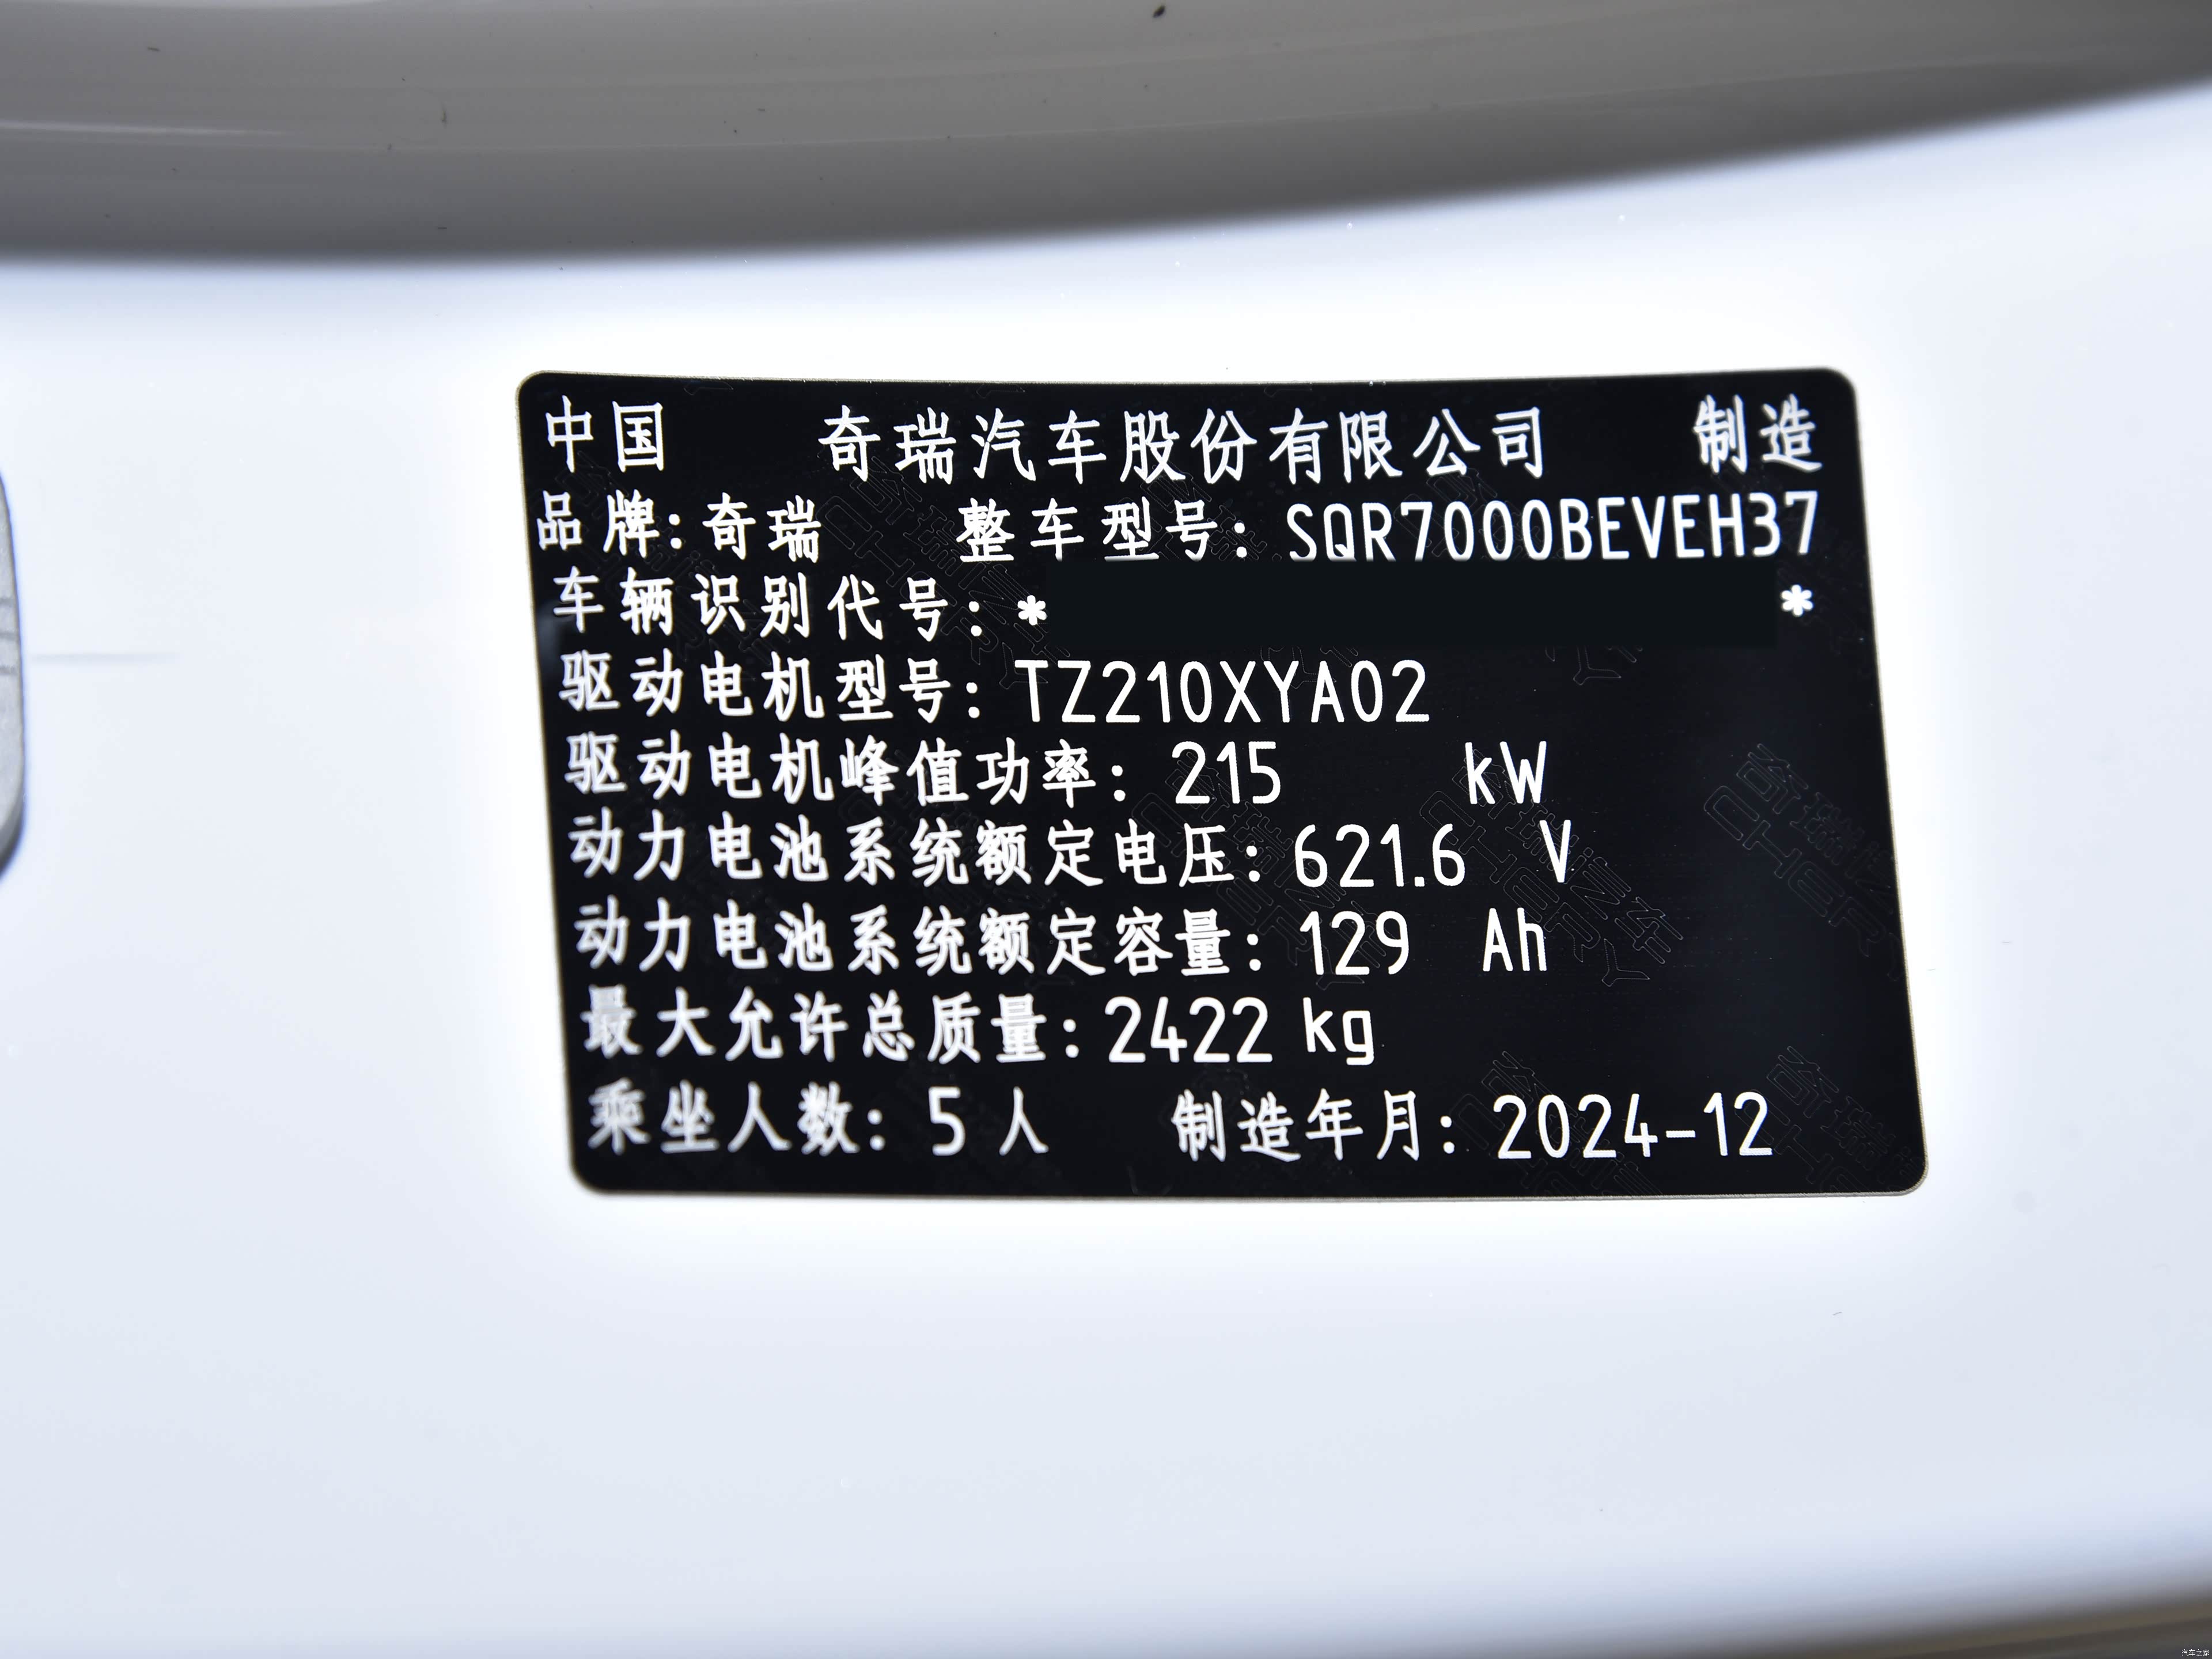 中国 奇瑞汽车股份有限公司 制造
品牌:奇瑞 整车型号:SQR7000BEVEH37
车辆识别代号:* *
驱动电机型号:TZ210XYA02
驱动电机峰值功率:215 kW
动力电池系统额定电压:621.6 V
动力电池系统额定容量:129 Ah
最大允许总质量:2422 kg
乘坐人数:5人 制造年月:2024-12
汽车之家